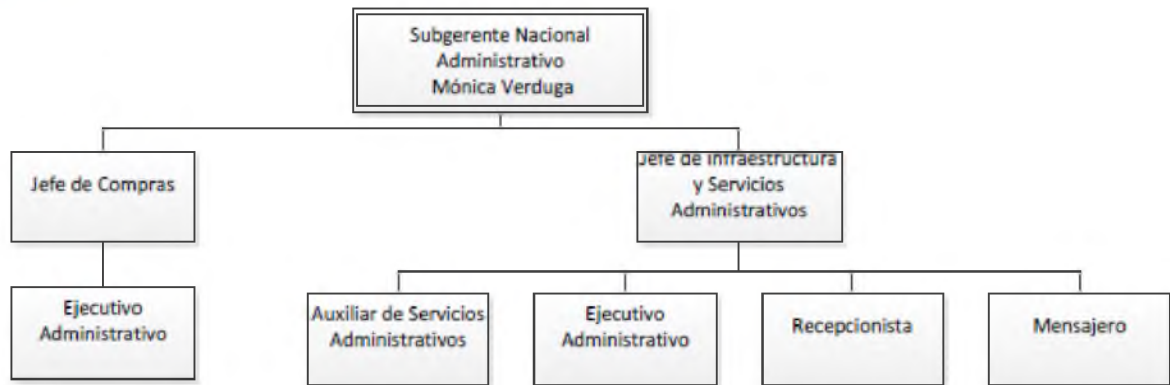 Subgerente Nacional
Administrativo
Mónica Verduga
Jefe de Compras
Jefe de Infraestructura
y Servicios
Administrativos
Ejecutivo
Administrativo
Auxiliar de Servicios
Administrativos
Ejecutivo
Administrativo
Recepcionista
Mensajero